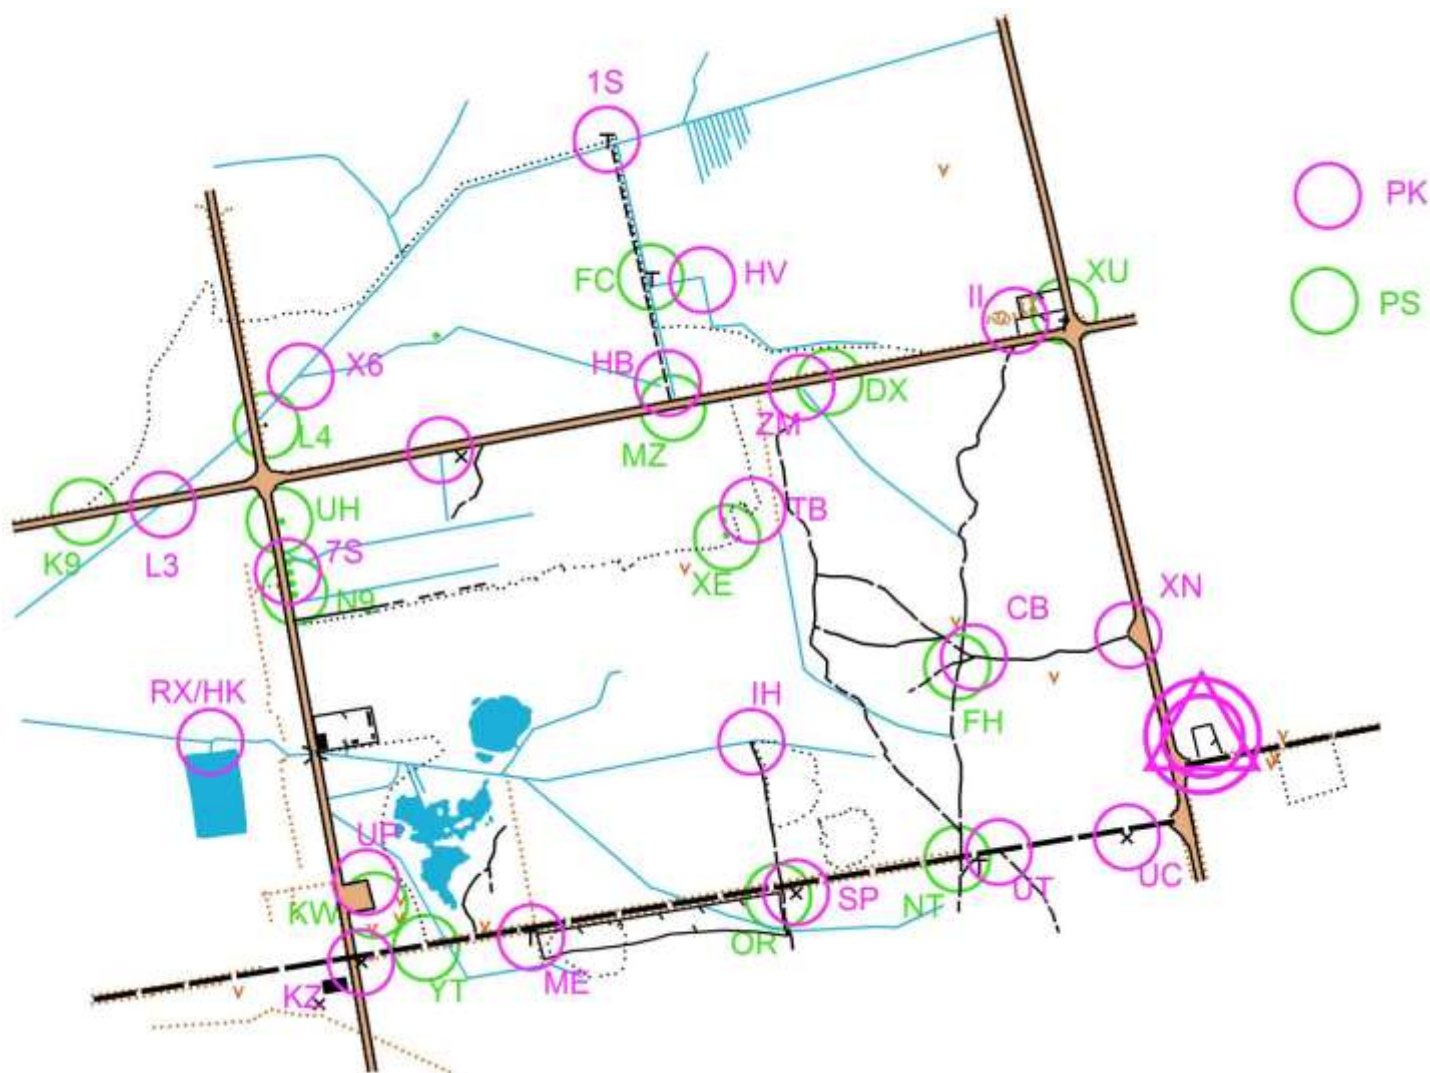 1S
PK
FC
HV
II
XU
PS
X6
HB
DX
L4
ZM
MZ
UH
TB
K9
L3
7S
XE
N9
CB
XN
RX/HK
IH
FH
UP
KW
SP
NT
UT
UC
OR
KZ
YT
ME